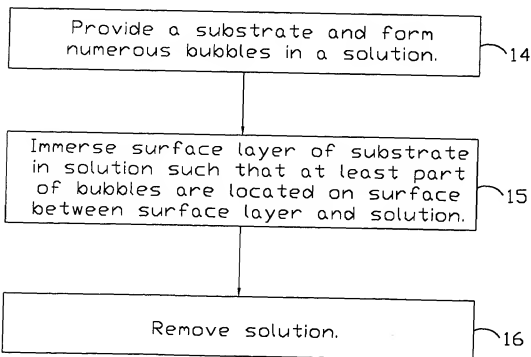 Provide a substrate and form
numerous bubbles in a solution.
14
Immerse surface layer of substrate
in solution such that at least part
of bubbles are located on surface
between surface layer and solution.
15
Remove solution.
16